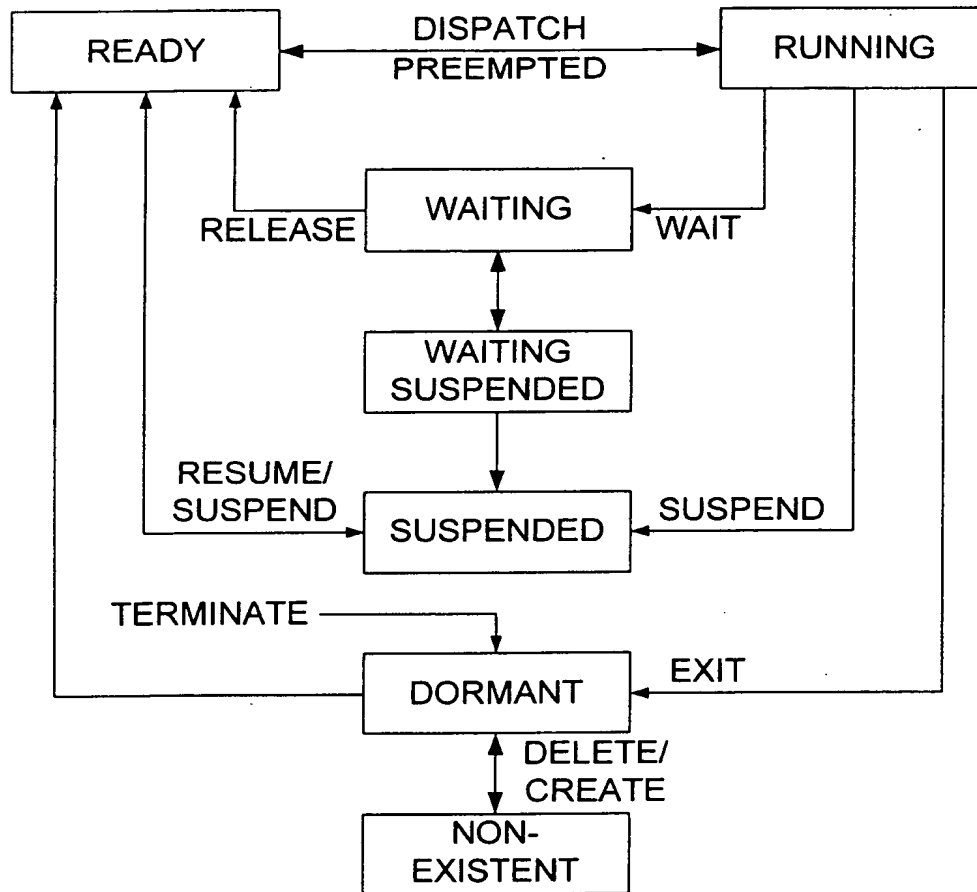 READY
DISPATCH
PREEMPTED
RUNNING
WAITING
RELEASE
WAIT
WAITING
SUSPENDED
RESUME/
SUSPEND
SUSPENDED
SUSPEND
TERMINATE
DORMANT
EXIT
DELETE/
CREATE
NON-
EXISTENT